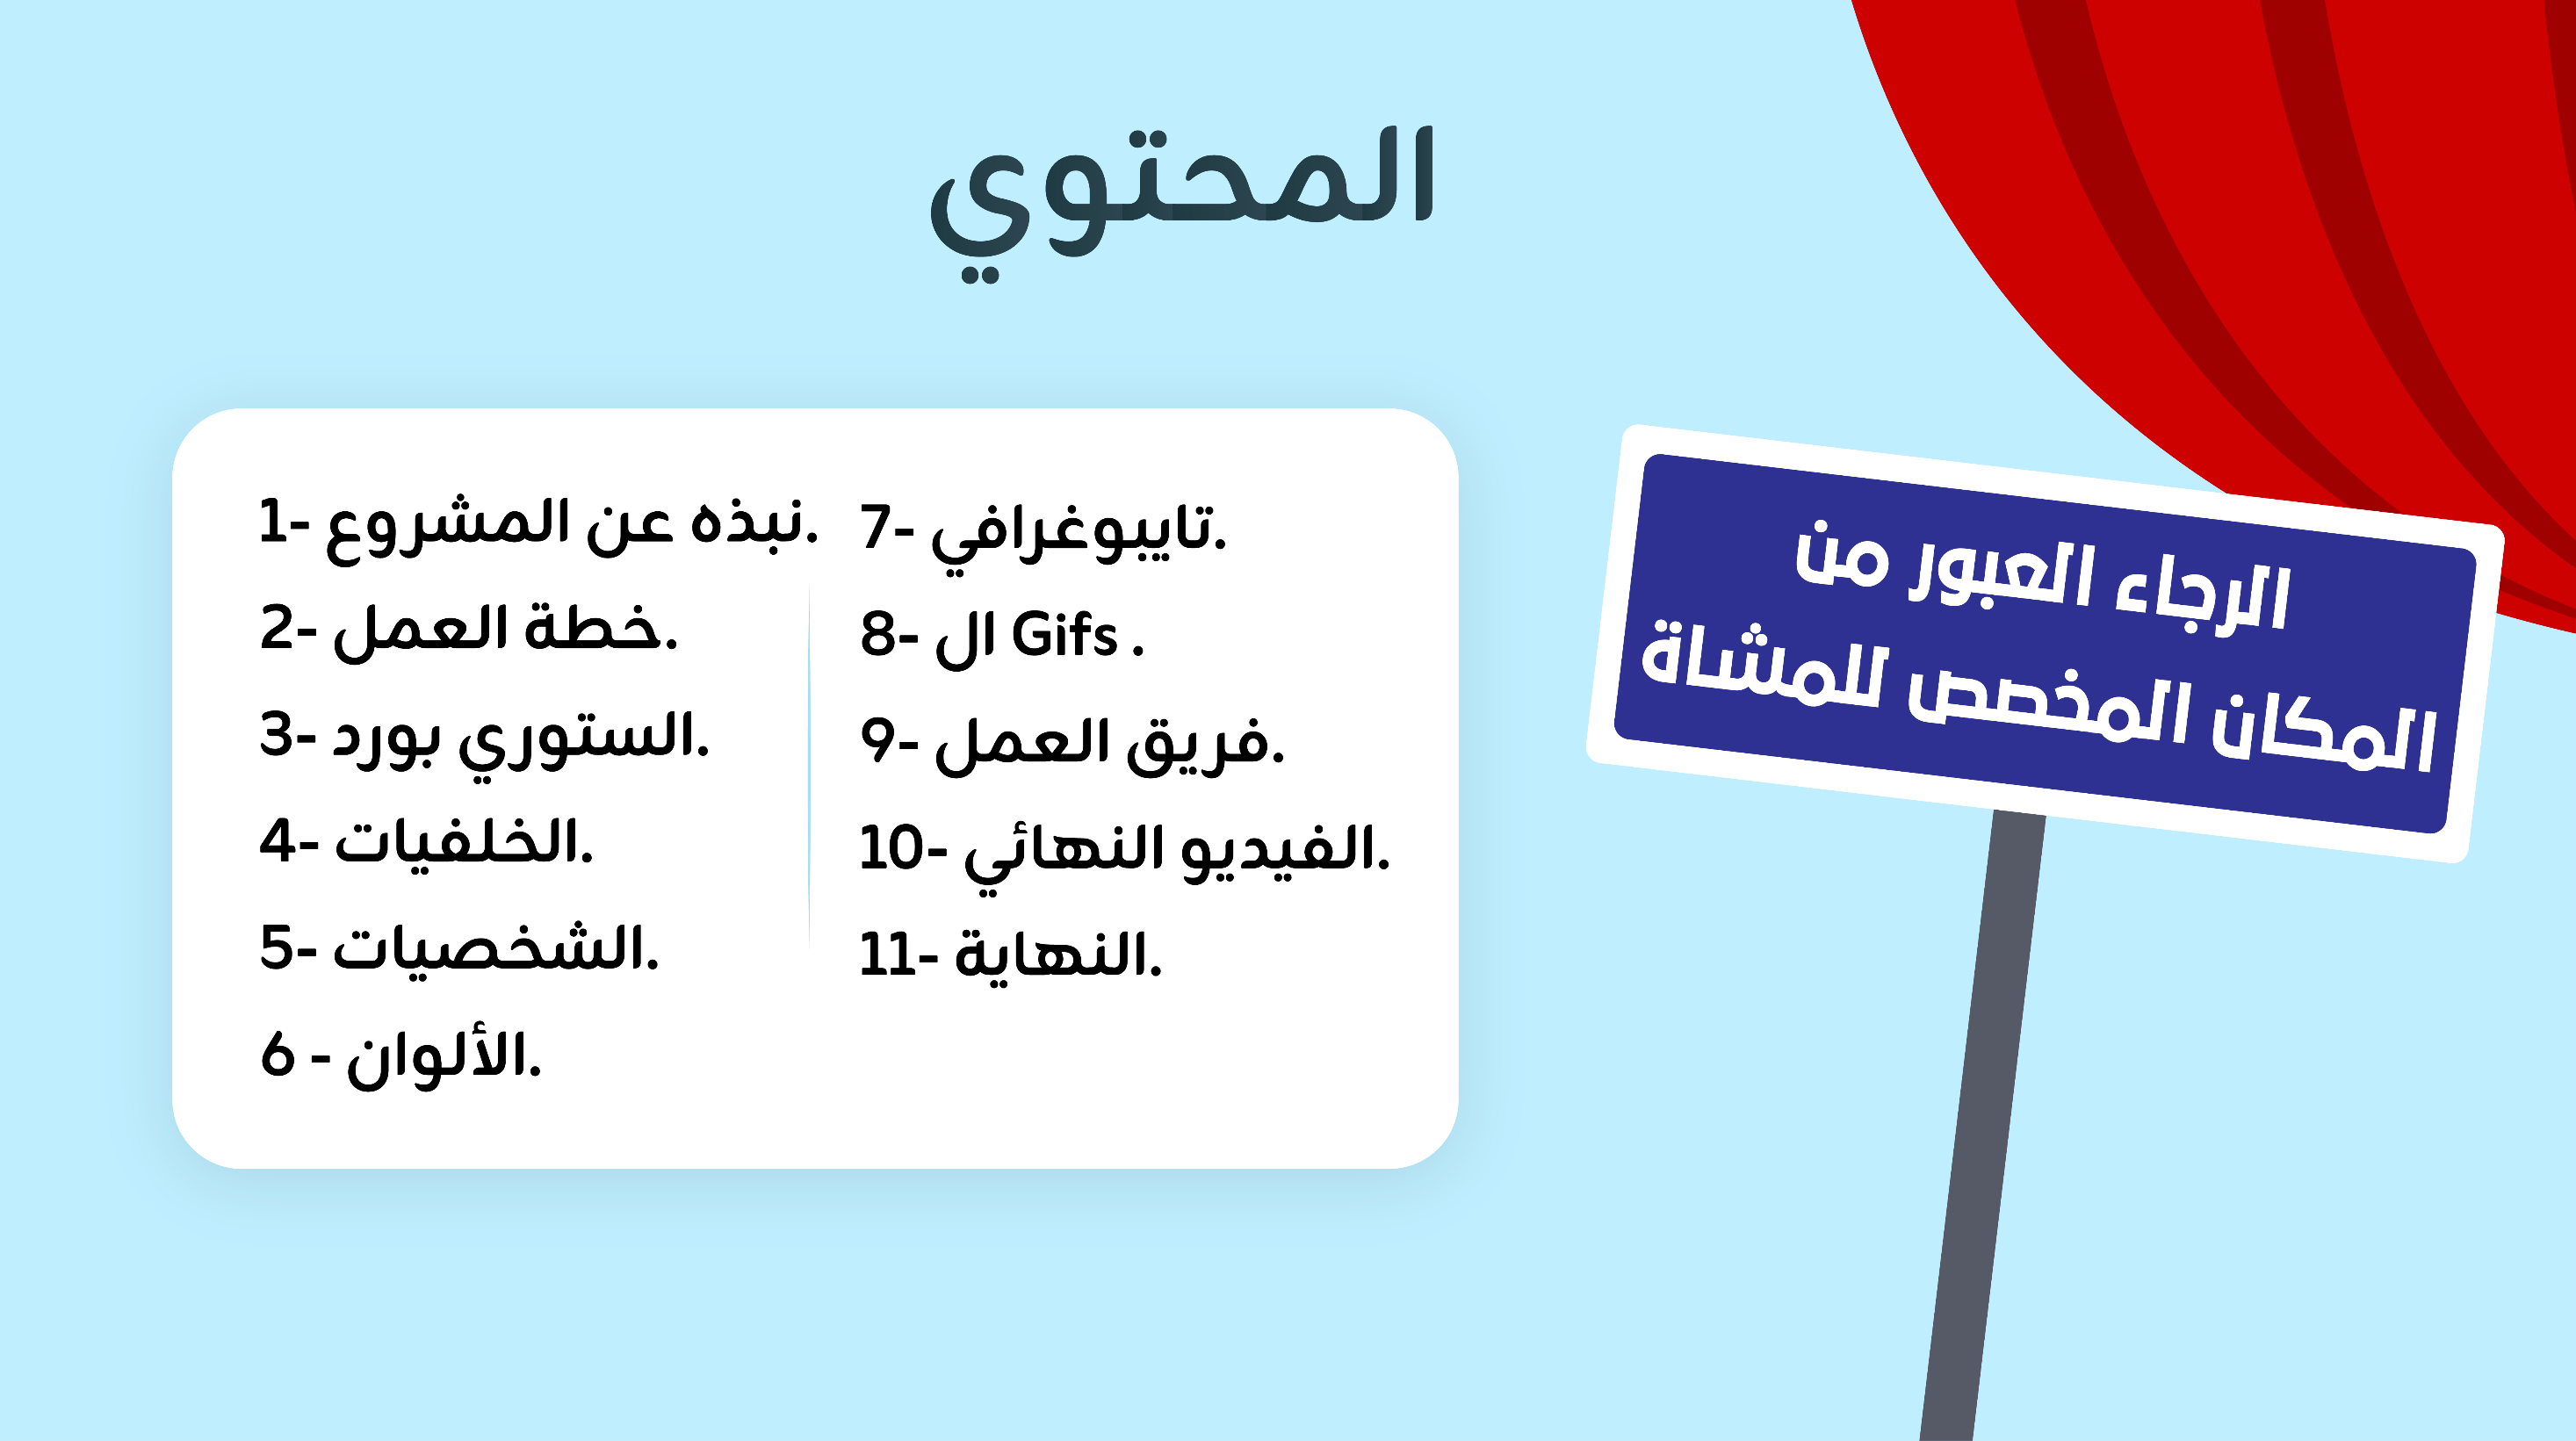 المحتوي
1- نبذه عن المشروع.
2- خطة العمل.
3- الستوري بورد.
4- الخلفيات.
5- الشخصيات.
6 - الألوان.
7- تايبوغرافي.
8- ال Gifs .
9- فريق العمل.
10- الفيديو النهائي.
11- النهاية.
الرجاء العبور من
المكان المخصص للمشاة